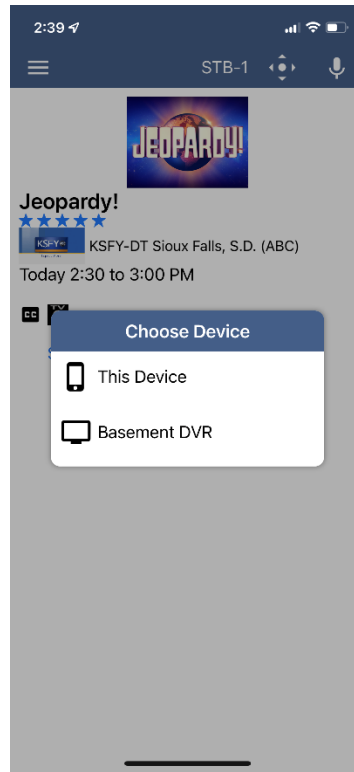 2:39
STB-1
JEOPARDY!
Jeopardy!
KSFY
KSFY-DT Sioux Falls, S.D. (ABC)
Today 2:30 to 3:00 PM
CC TV
Choose Device
This Device
Basement DVR